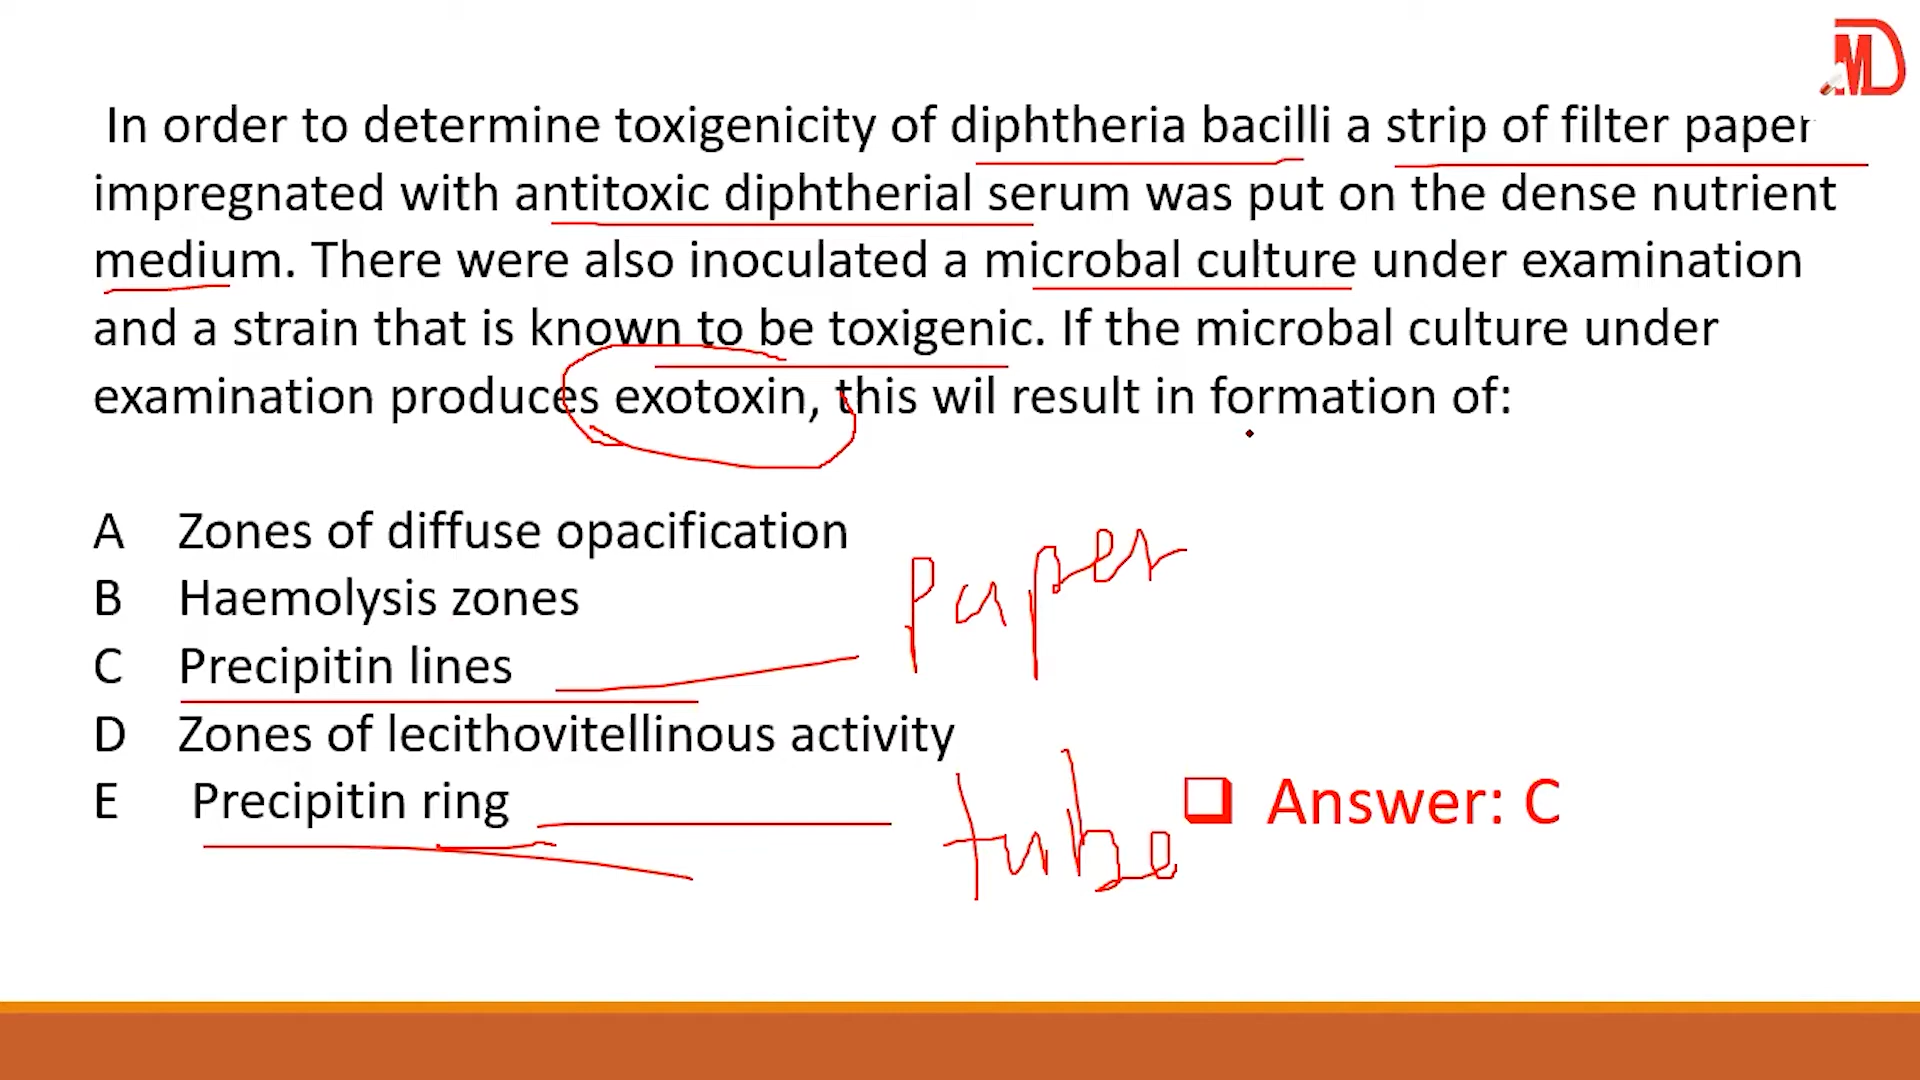 MD
In order to determine toxigenicity of diphtheria bacilli a strip of filter paper
impregnated with antitoxic diphtherial serum was put on the dense nutrient
medium. There were also inoculated a microbal culture under examination
and a strain that is known to be toxigenic. If the microbal culture under
examination produces exotoxin, this wil result in formation of:
A Zones of diffuse opacification
B Haemolysis zones
C Precipitin lines
Paper
D Zones of lecithovitellinous activity
E Precipitin ring
tube
❑ Answer: C